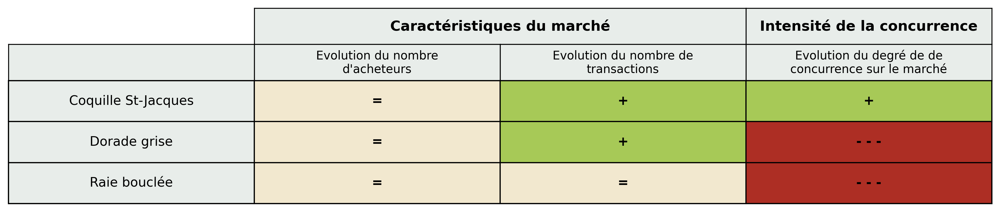 Caractéristiques du marché
Intensité de la concurrence
Evolution du nombre
d'acheteurs
Evolution du nombre de
transactions
Evolution du degré de de
concurrence sur le marché
Coquille St-Jacques
=
+
+
Dorade grise
=
+
- - -
Raie bouclée
=
=
- - -